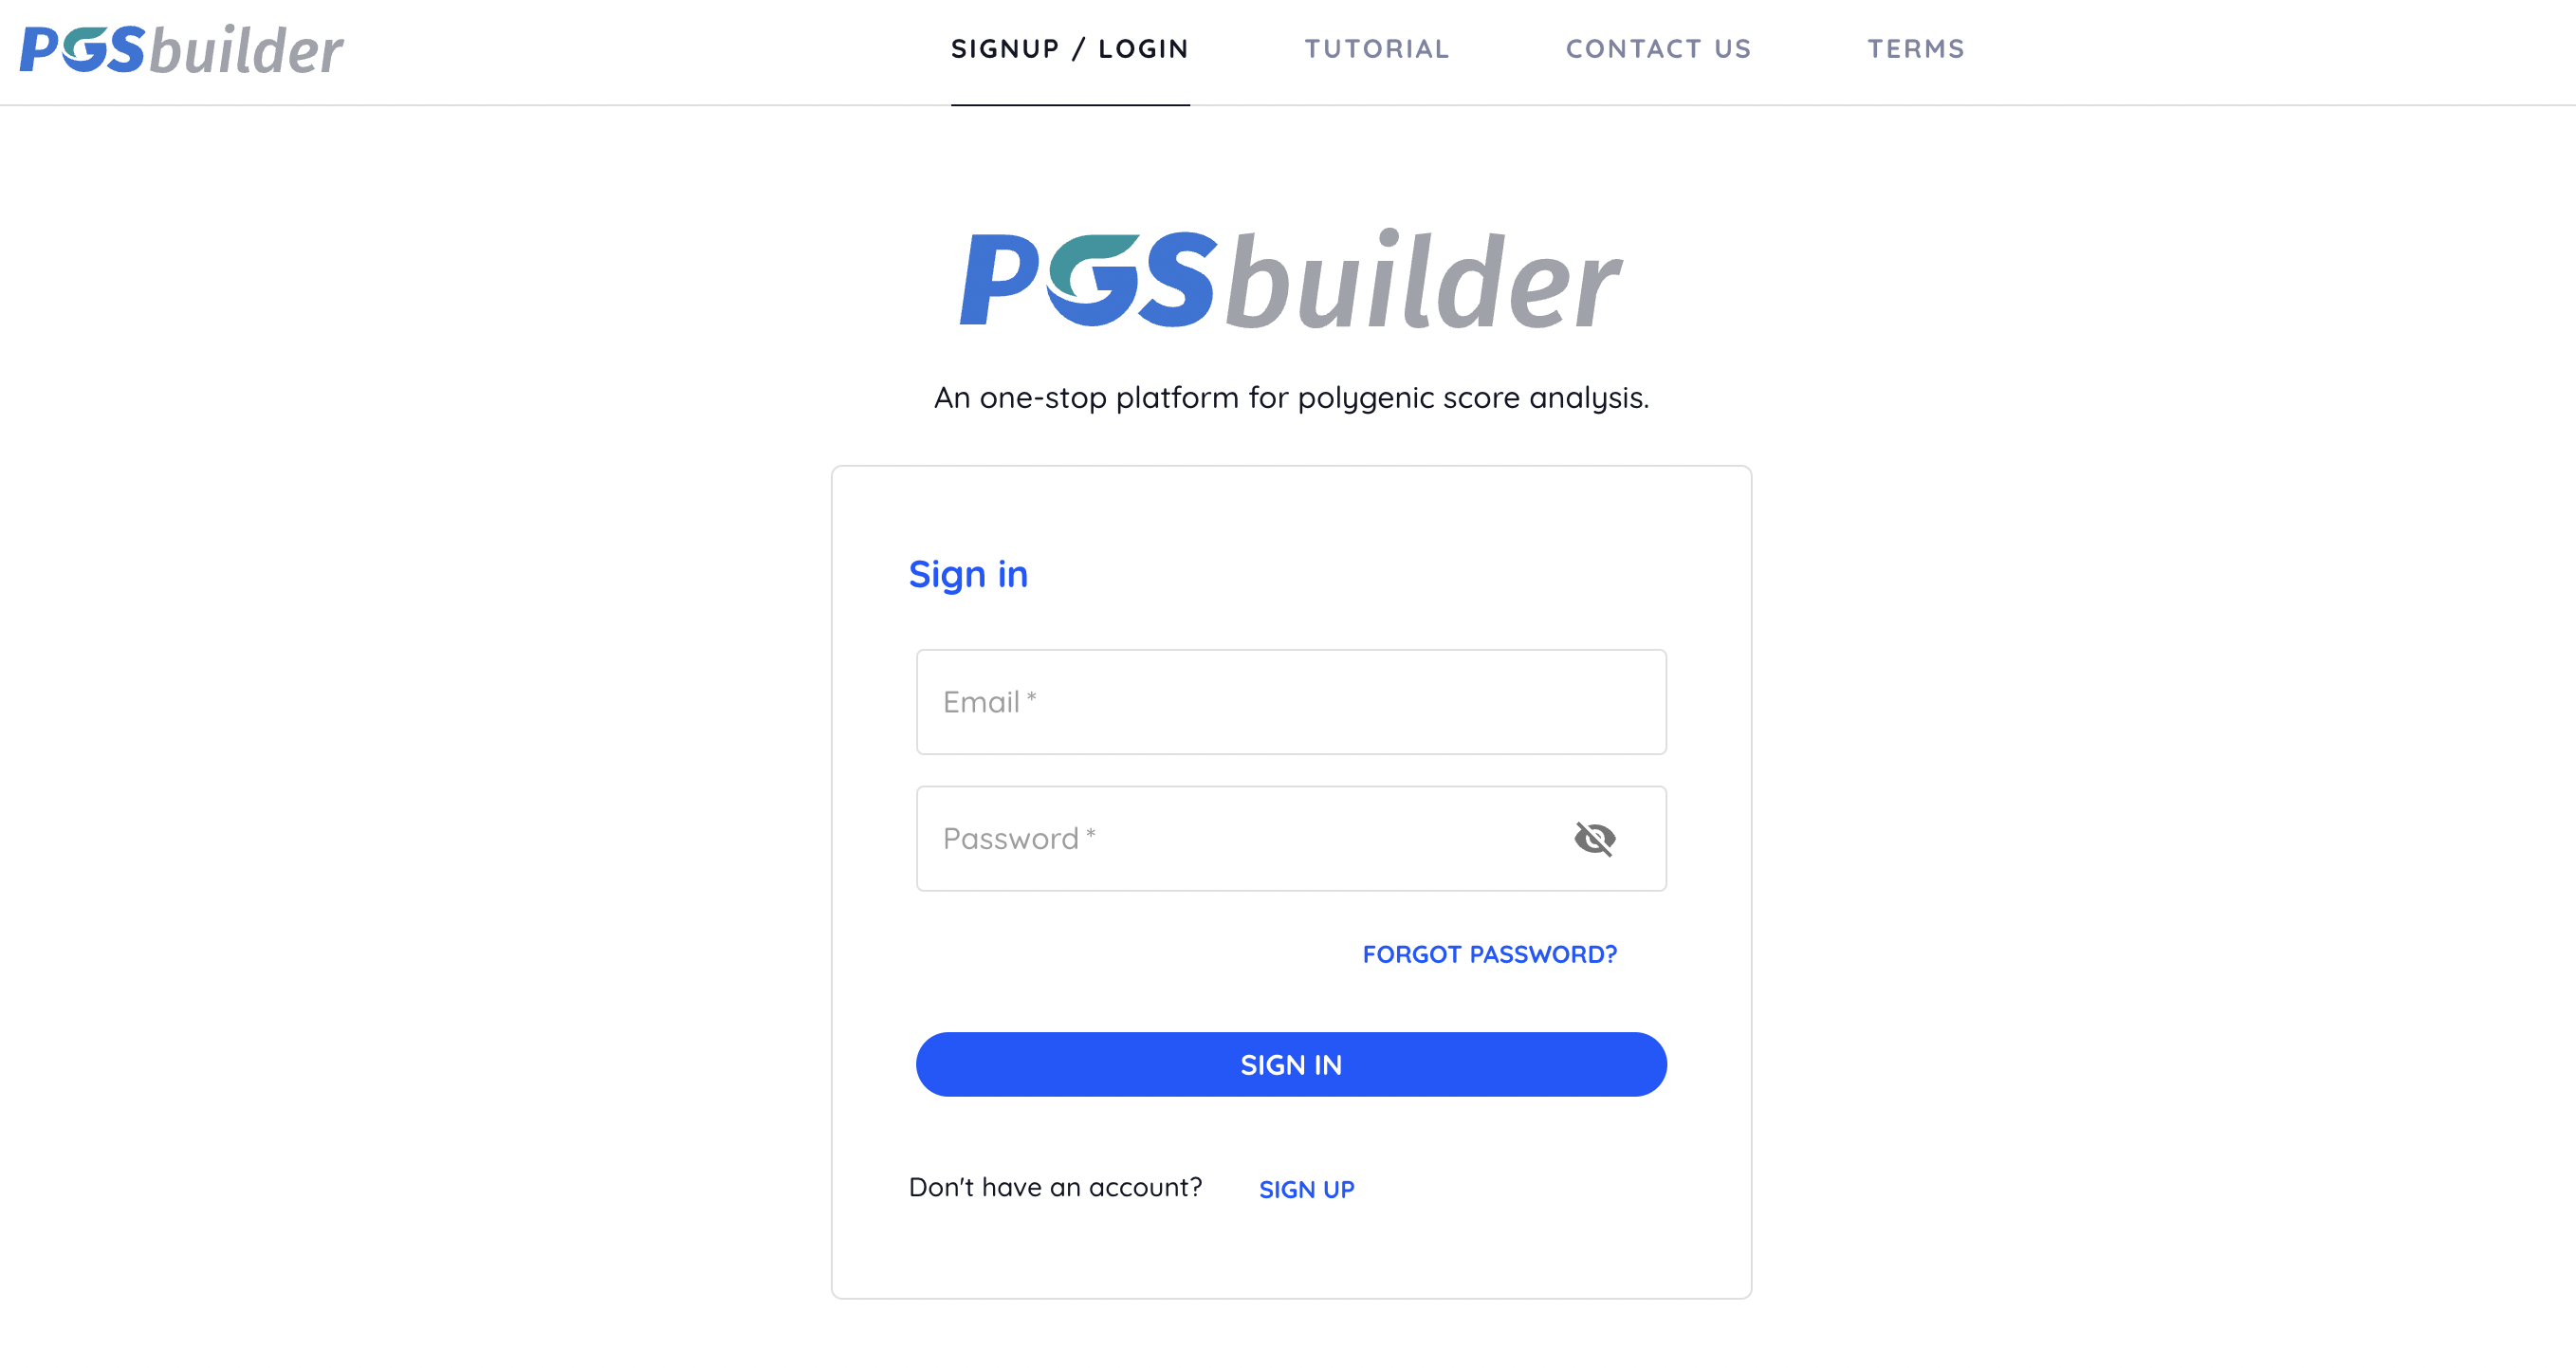 PGSbuilder
SIGNUP / LOGIN
TUTORIAL
CONTACT US
TERMS
PGSbuilder
An one-stop platform for polygenic score analysis.
Sign in
Email *
Password *
FORGOT PASSWORD?
SIGN IN
Don't have an account? SIGN UP